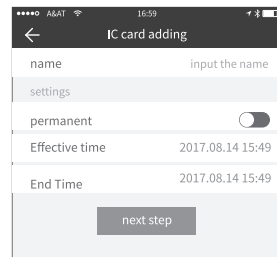 A&AT 16:59
IC card adding
name input the name
settings
permanent
Effective time 2017.08.14 15:49
End Time 2017.08.14 15:49
next step